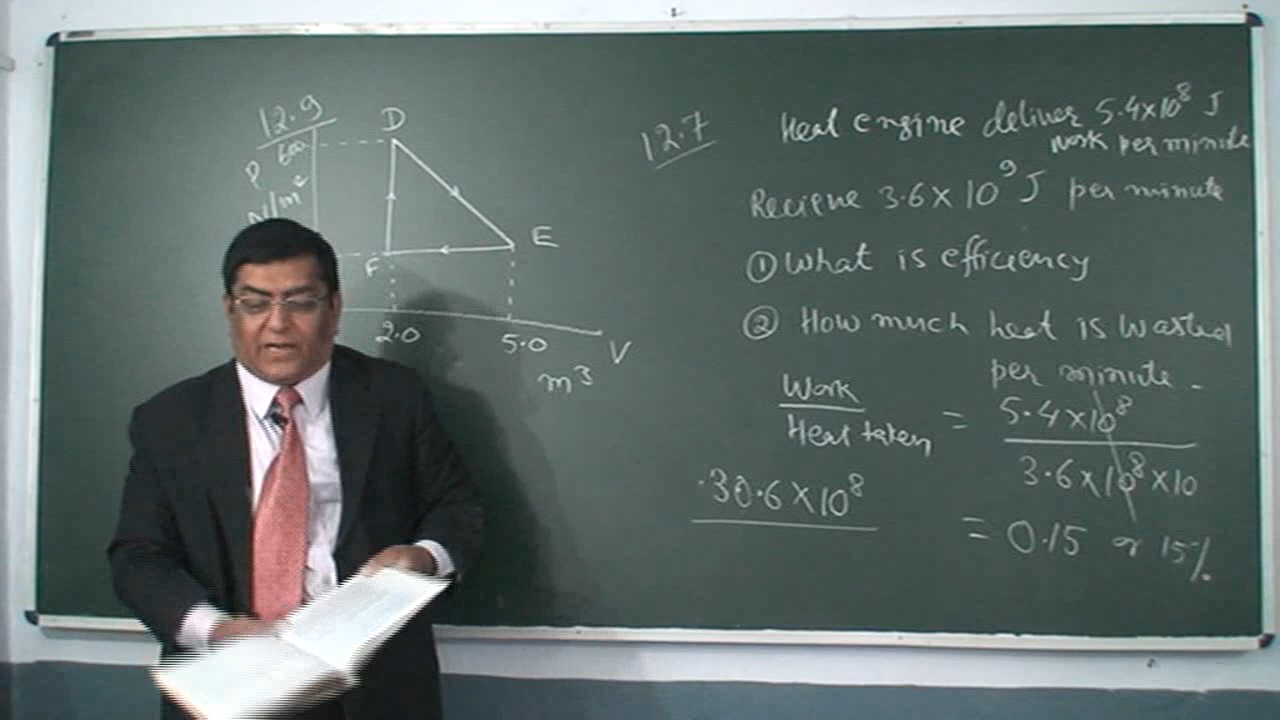 12.9
D
600
P
N/m²
E
F
2.0
5.0
V
m³
12.7
Heat engine deliver 5.4×10⁸ J
work per minute
Recieve 3.6 × 10⁹ J per minute
① What is efficiency
② How much heat is wasted
per minute.
Work / Heat taken = 5.4×10⁸ / 3.6×10⁸×10
.30.6×10⁸
= 0.15 or 15%.